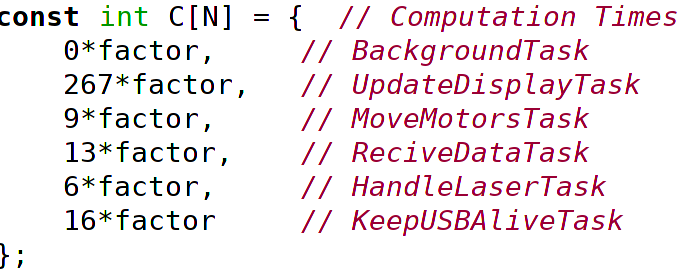 const int C[N] = {  // Computation Times
    0*factor,     // BackgroundTask
    267*factor,   // UpdateDisplayTask
    9*factor,     // MoveMotorsTask
    13*factor,    // ReciveDataTask
    6*factor,     // HandleLaserTask
    16*factor     // KeepUSBAliveTask
};